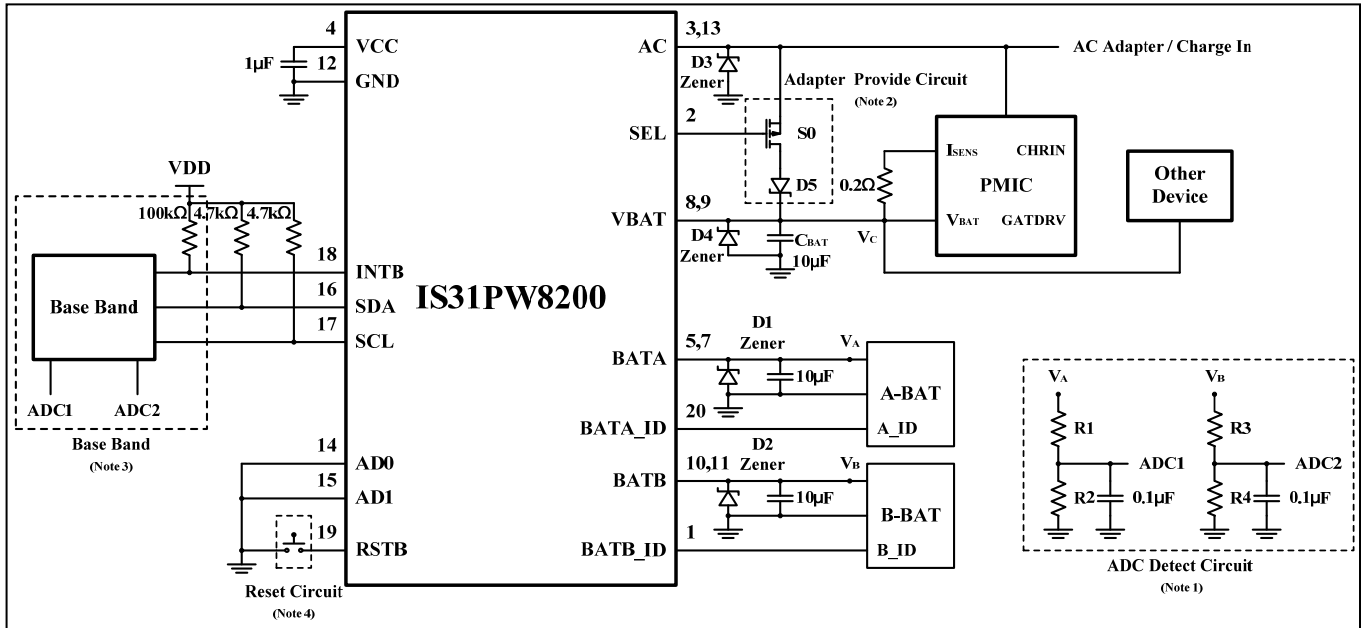 4
VCC
1µF
12
GND
VDD
100kΩ 4.7kΩ 4.7kΩ
18
INTB
Base Band
16
SDA
17
SCL
ADC1 ADC2
Base Band
(Note 3)
14
AD0
15
AD1
19
RSTB
Reset Circuit
(Note 4)
IS31PW8200
3,13
AC
AC Adapter / Charge In
D3
Zener
Adapter Provide Circuit
(Note 2)
2
SEL
S0
D5
0.2Ω
ISENS CHRIN
PMIC
VBAT GATDRV
Other
Device
8,9
VBAT
D4
Zener
CBAT
10µF
VC
5,7
BATA
D1
Zener
VA
10µF
A-BAT
20
BATA_ID
A_ID
10,11
BATB
D2
Zener
VB
10µF
B-BAT
1
BATB_ID
B_ID
VA VB
R1 R3
ADC1 ADC2
R2 0.1µF R4 0.1µF
ADC Detect Circuit
(Note 1)